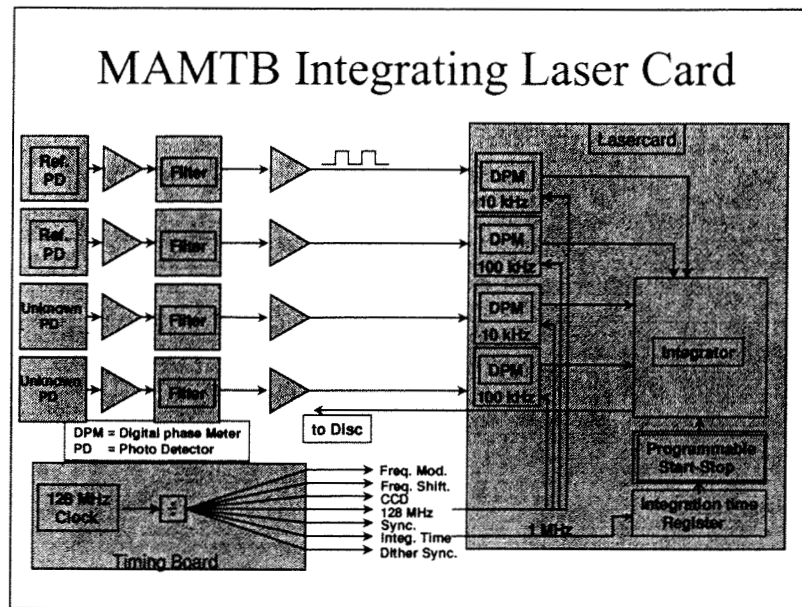 MAMTB Integrating Laser Card
Lasercard
Ref.
PD
Filter
DPM
10 kHz
Ref.
PD
Filter
DPM
100 kHz
Unknown
PD
Filter
DPM
10 kHz
Integrator
Unknown
PD
Filter
DPM
100 kHz
to Disc
DPM = Digital phase Meter
PD = Photo Detector
Programmable
Start-Stop
128 MHz
Clock
Freq. Mod.
Freq. Shift.
CCD
128 MHz
Sync.
Integ. Time
Dither Sync.
1 MHz
Integration time
Register
Timing Board